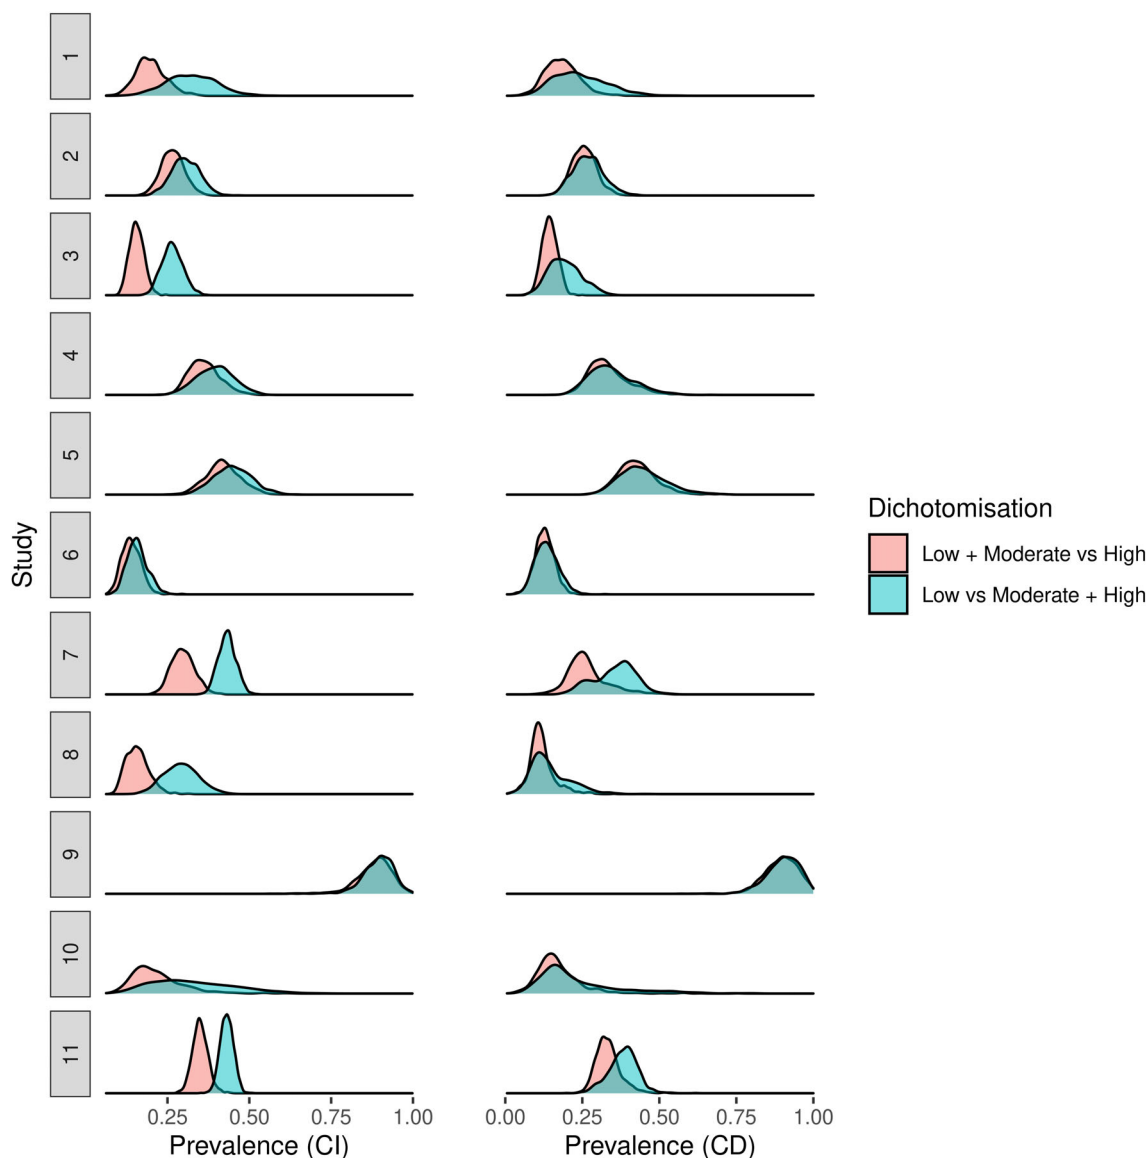 1
2
3
4
5
6
7
8
9
10
11
Study
0.25 0.50 0.75 1.00
Prevalence (CI)
0.00 0.25 0.50 0.75 1.00
Prevalence (CD)
Dichotomisation
Low + Moderate vs High
Low vs Moderate + High